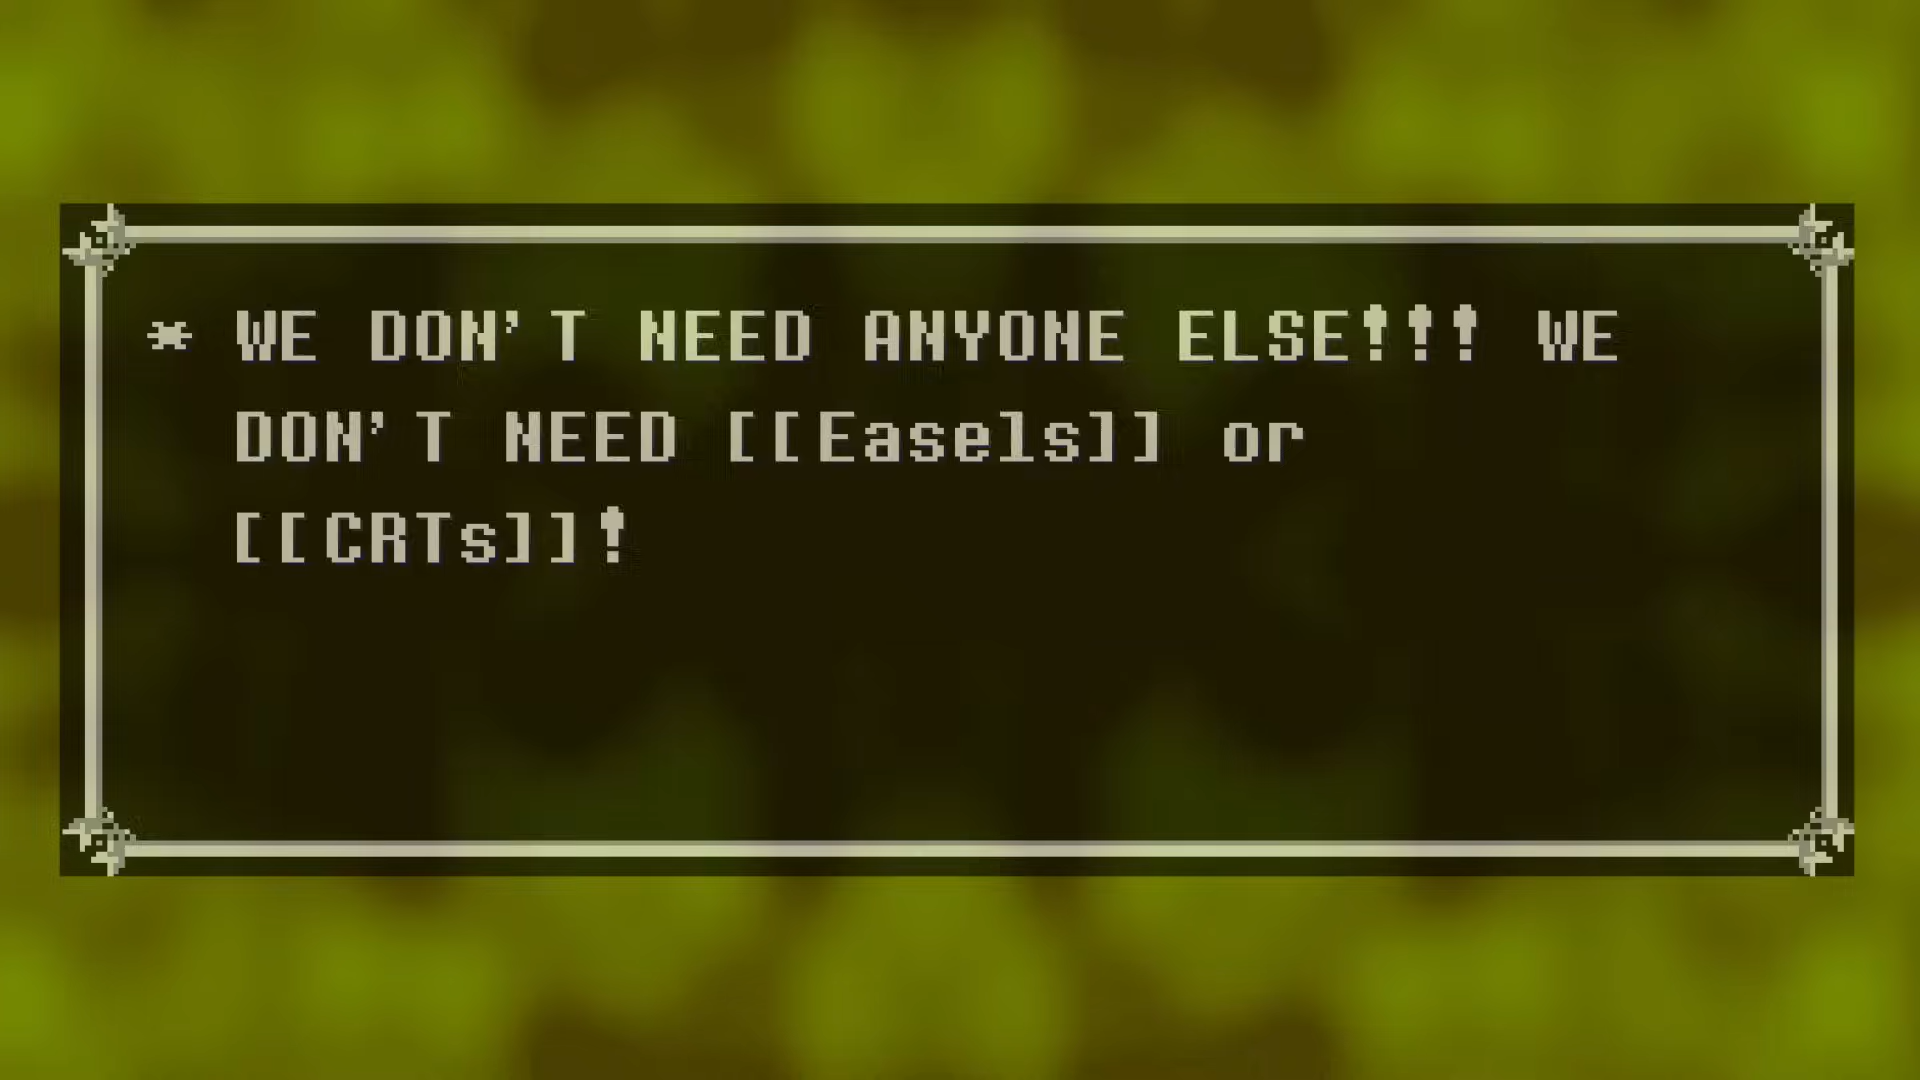 * WE DON'T NEED ANYONE ELSE!!! WE
DON'T NEED [[Easels]] or
[[CRTs]]!